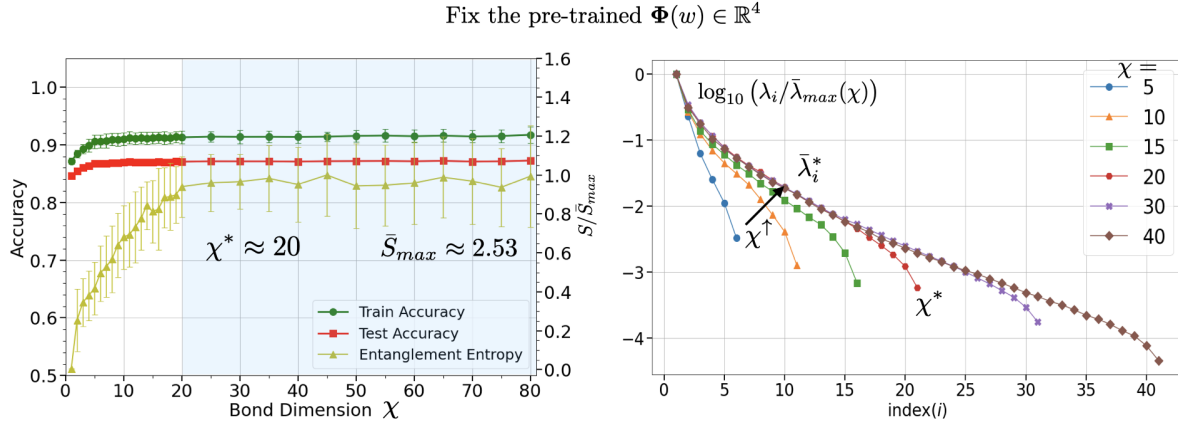 Fix the pre-trained Φ(w) ∈ ℝ⁴
Accuracy
1.0
0.9
0.8
0.7
0.6
0.5
1.6
1.4
1.2
1.0
0.8
0.6
0.4
0.2
0.0
S/S̄max
χ* ≈ 20
S̄max ≈ 2.53
Train Accuracy
Test Accuracy
Entanglement Entropy
0 10 20 30 40 50 60 70 80
Bond Dimension χ
0
−1
−2
−3
−4
log₁₀ (λᵢ/λ̄max(χ))
λ̄ᵢ*
χ↑
χ*
χ =
5
10
15
20
30
40
0 5 10 15 20 25 30 35 40
index(i)